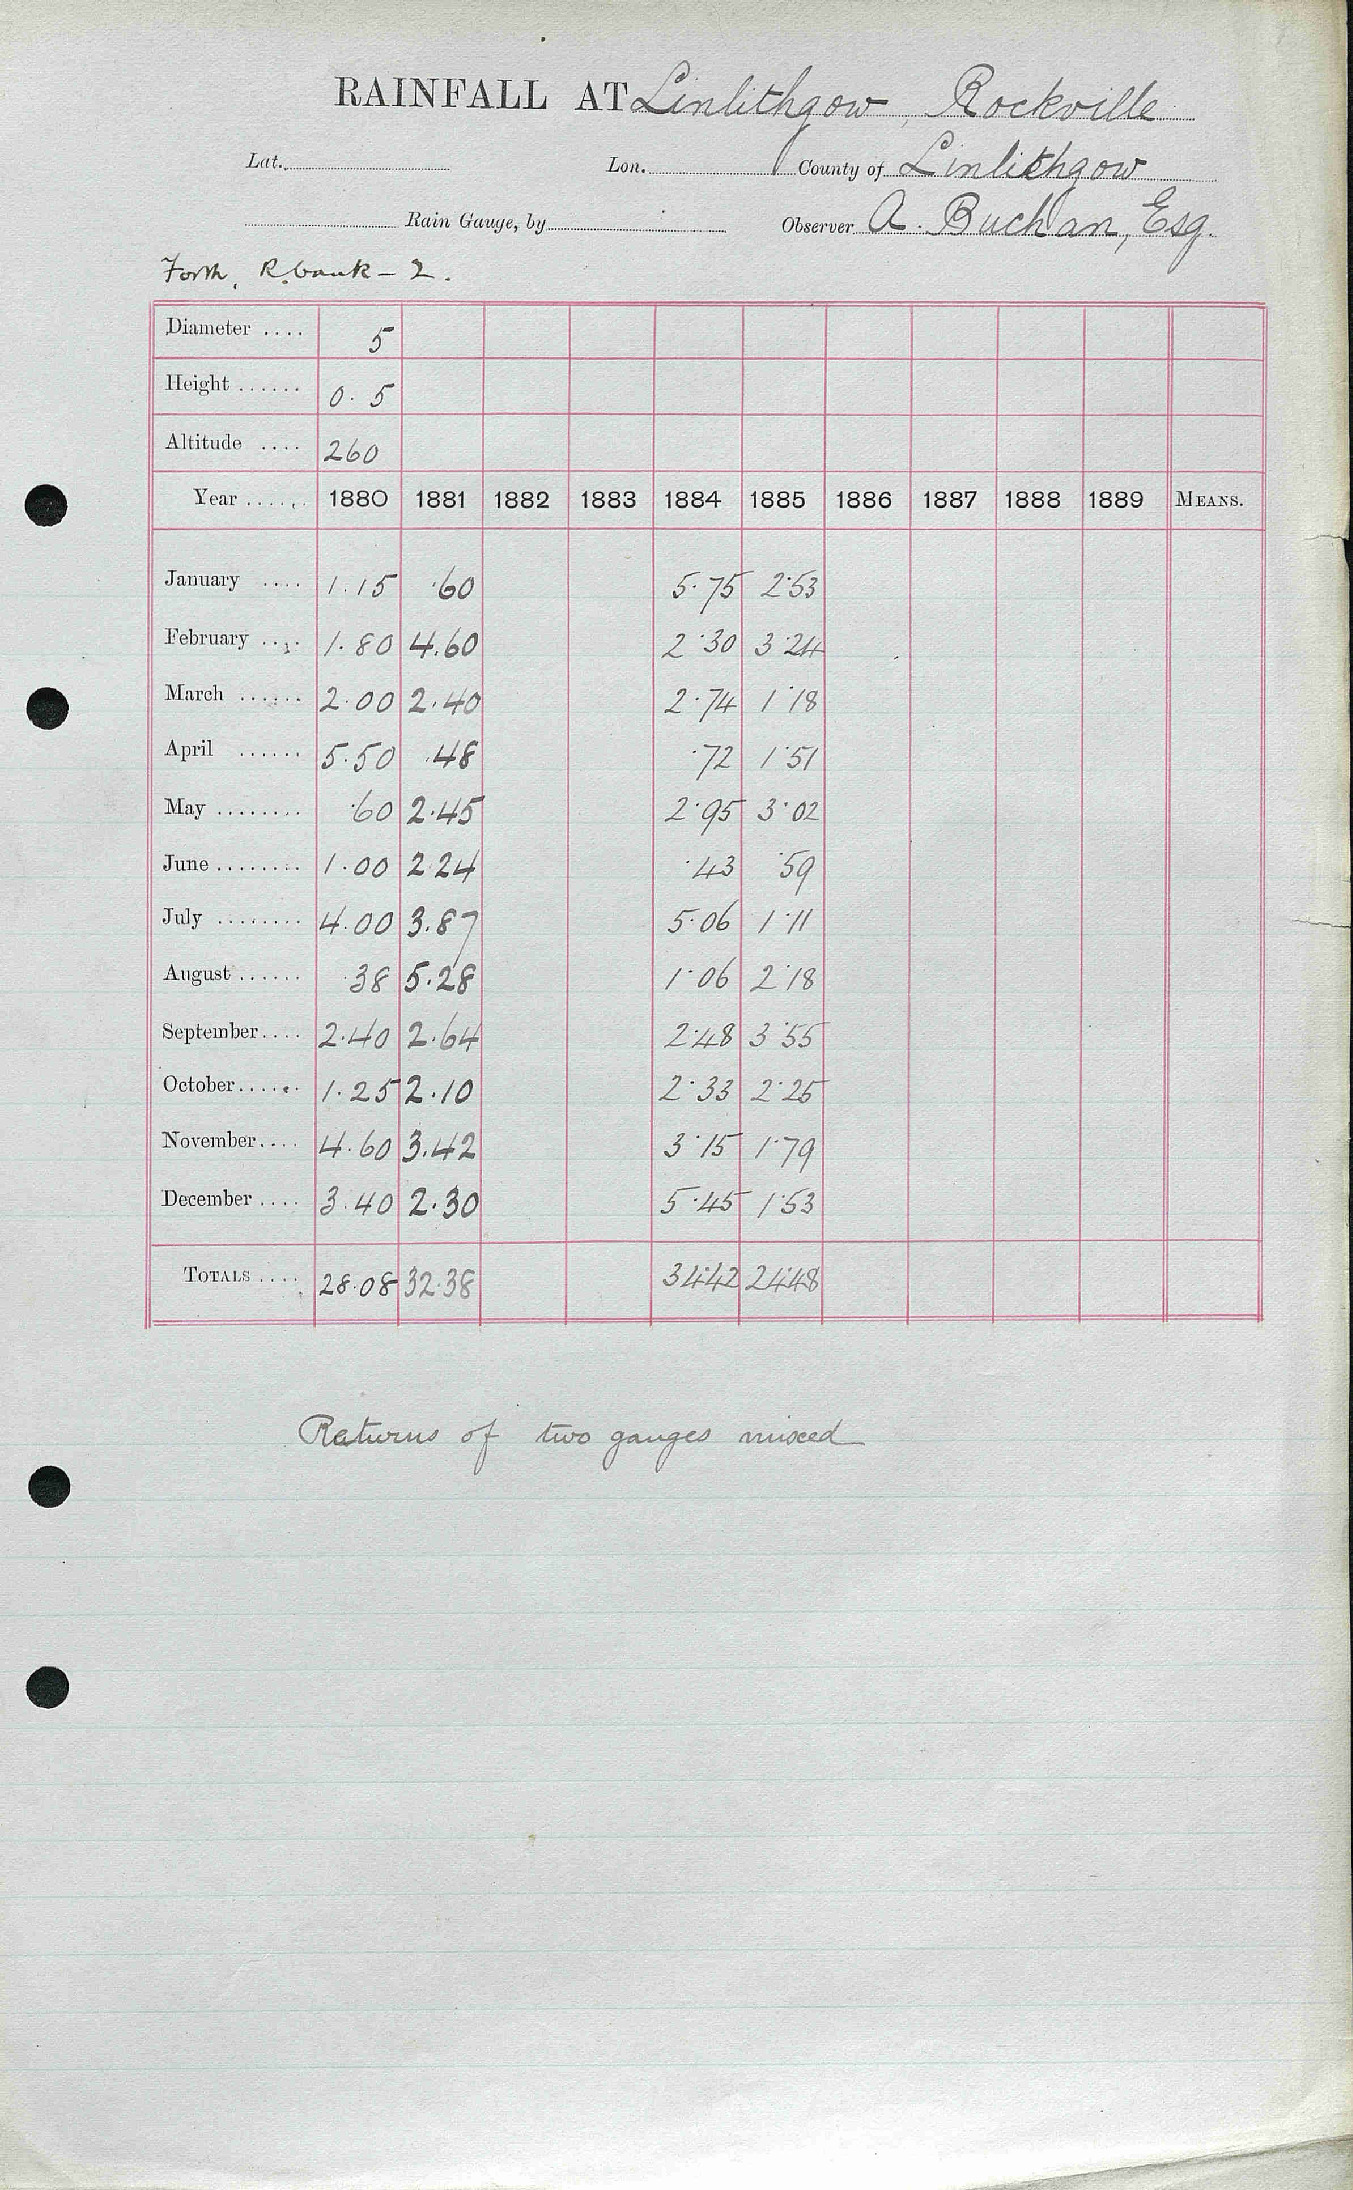 RAINFALL AT Linlithgow, Rockville
Lat. Lon. County of Linlithgow
Rain Gauge, by Observer A. Buchan, Esq.
Forth, R. bank - 2.
Diameter .... 5
Height ...... 0.5
Altitude .... 260
Year ...... 1880 1881 1882 1883 1884 1885 1886 1887 1888 1889 MEANS.
January .... 1.15 .60 5.75 2.53
February .... 1.80 4.60 2.30 3.24
March ...... 2.00 2.40 2.74 1.18
April ...... 5.50 .48 .72 1.51
May ........ .60 2.45 2.95 3.02
June ........ 1.00 2.24 .43 .59
July ........ 4.00 3.87 5.06 1.11
August ...... .38 5.28 1.06 2.18
September .... 2.40 2.64 2.48 3.55
October ...... 1.25 2.10 2.33 2.25
November .... 4.60 3.42 3.15 1.79
December .... 3.40 2.30 5.45 1.53
TOTALS .... 28.08 32.38 34.42 24.48
Returns of two gauges mixed